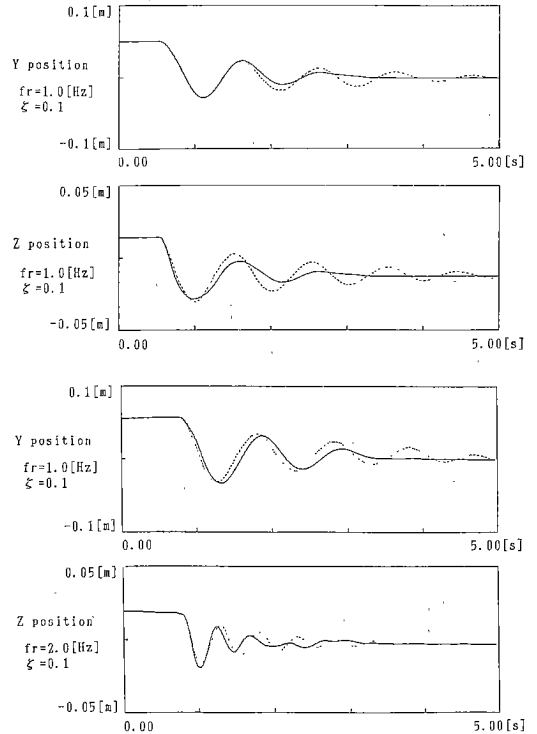 0.1[m]
Y position
fr=1.0[Hz]
ζ=0.1
-0.1[m]
0.00
5.00[s]
0.05[m]
Z position
fr=1.0[Hz]
ζ=0.1
-0.05[m]
0.00
5.00[s]
0.1[m]
Y position
fr=1.0[Hz]
ζ=0.1
-0.1[m]
0.00
5.00[s]
0.05[m]
Z position
fr=2.0[Hz]
ζ=0.1
-0.05[m]
0.00
5.00[s]